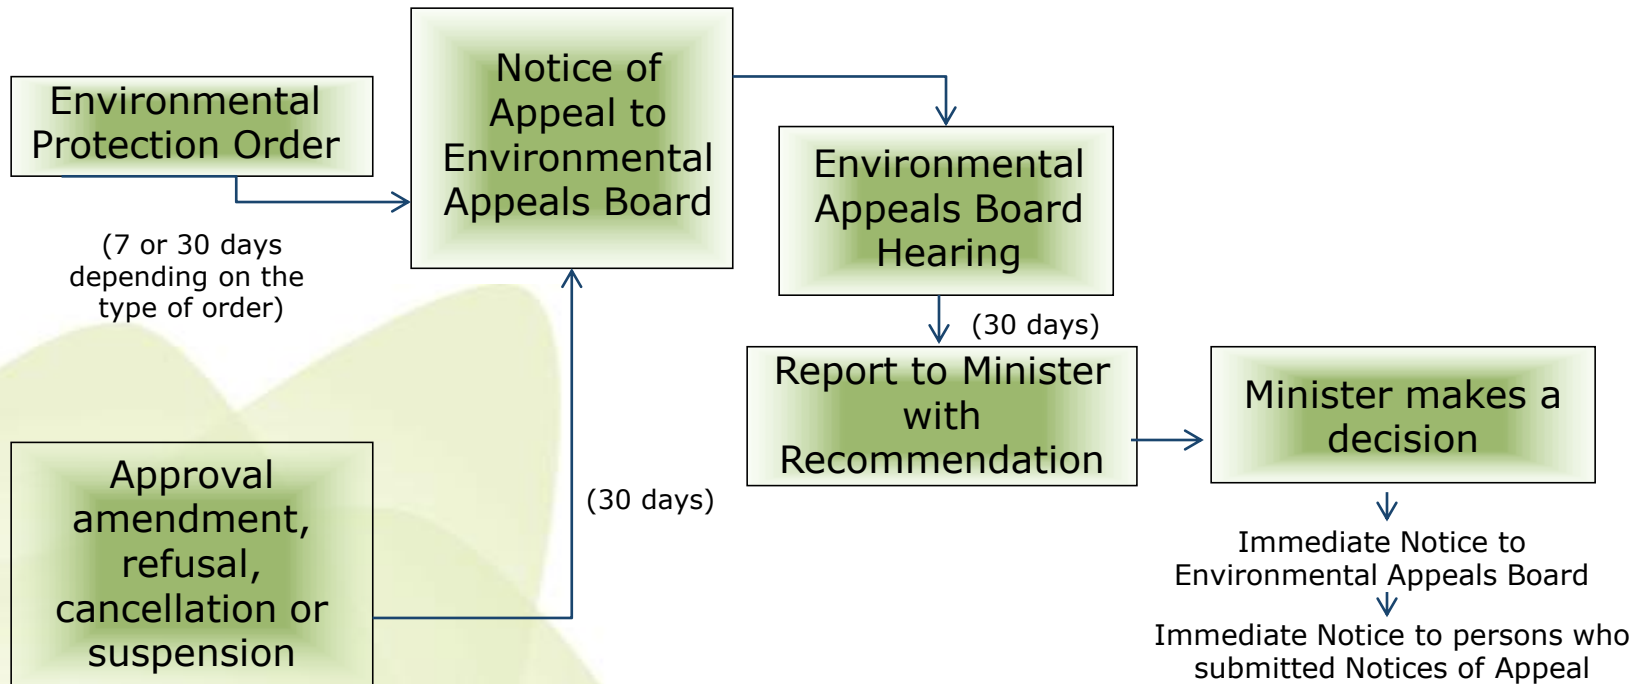 Environmental
Protection Order
(7 or 30 days
depending on the
type of order)
Approval
amendment,
refusal,
cancellation or
suspension
(30 days)
Notice of
Appeal to
Environmental
Appeals Board
Environmental
Appeals Board
Hearing
(30 days)
Report to Minister
with
Recommendation
Minister makes a
decision
Immediate Notice to
Environmental Appeals Board
Immediate Notice to persons who
submitted Notices of Appeal